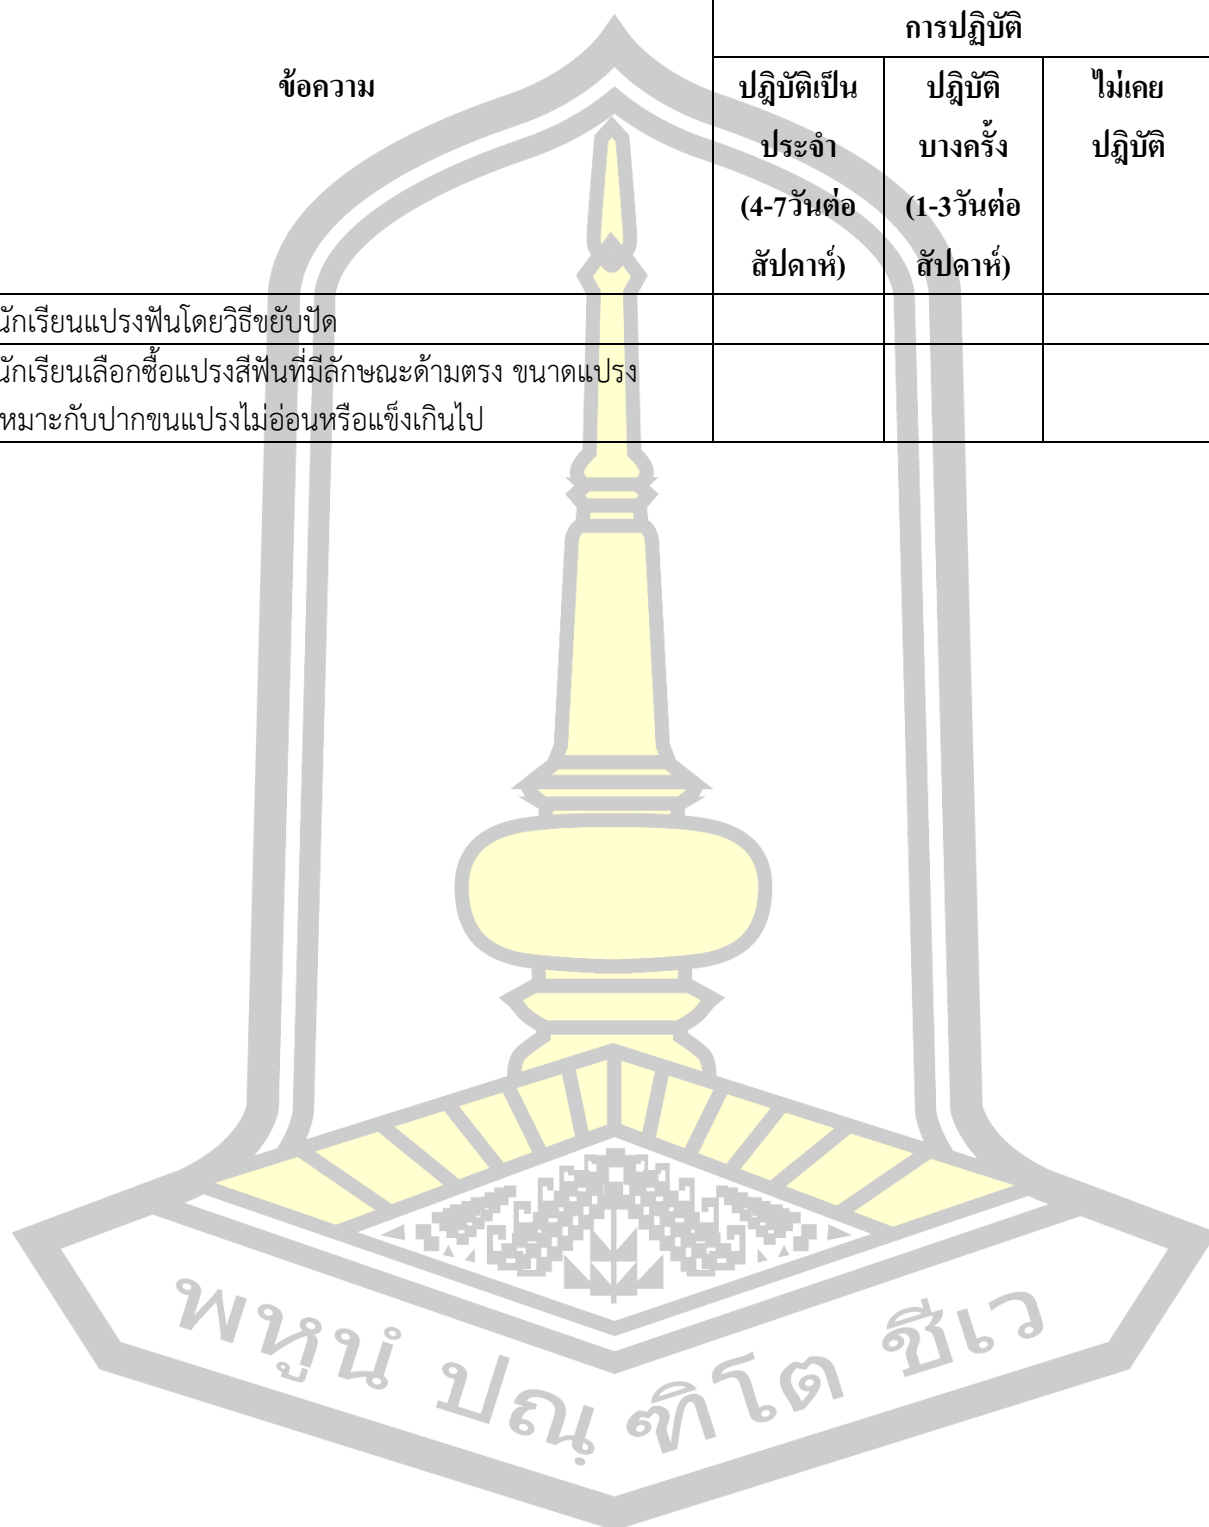 การปฏิบัติ
ข้อความ
ปฏิบัติเป็น
ประจำ
(4-7วันต่อ
สัปดาห์)
ปฏิบัติ
บางครั้ง
(1-3วันต่อ
สัปดาห์)
ไม่เคย
ปฏิบัติ
นักเรียนแปรงฟันโดยวิธีขยับปัด
นักเรียนเลือกซื้อแปรงสีฟันที่มีลักษณะด้ามตรง ขนาดแปรง
หมาะกับปากขนแปรงไม่อ่อนหรือแข็งเกินไป
พหูนํ ปณฺฑิโต ชีเว